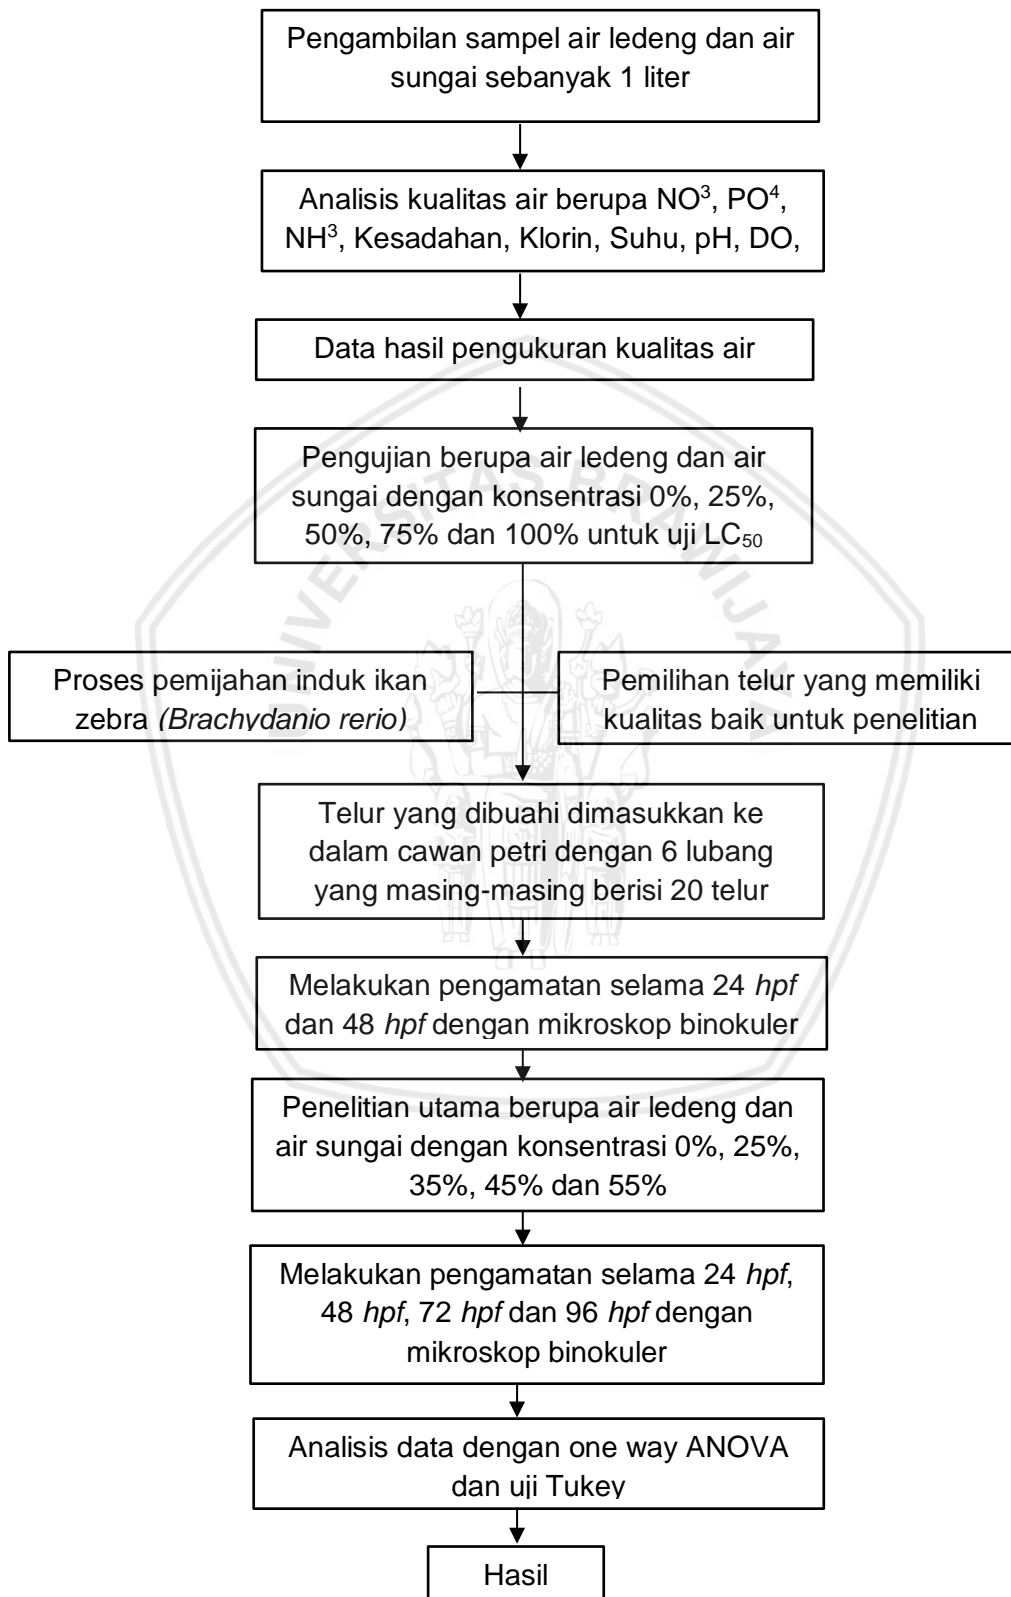 Pengambilan sampel air ledeng dan air
sungai sebanyak 1 liter
Analisis kualitas air berupa NO³, PO⁴,
NH³, Kesadahan, Klorin, Suhu, pH, DO,
Data hasil pengukuran kualitas air
Pengujian berupa air ledeng dan air
sungai dengan konsentrasi 0%, 25%,
50%, 75% dan 100% untuk uji LC₅₀
UNIVERSITAS BRAWIJAYA
Proses pemijahan induk ikan
zebra (Brachydanio rerio)
Pemilihan telur yang memiliki
kualitas baik untuk penelitian
Telur yang dibuahi dimasukkan ke
dalam cawan petri dengan 6 lubang
yang masing-masing berisi 20 telur
Melakukan pengamatan selama 24 hpf
dan 48 hpf dengan mikroskop binokuler
Penelitian utama berupa air ledeng dan
air sungai dengan konsentrasi 0%, 25%,
35%, 45% dan 55%
Melakukan pengamatan selama 24 hpf,
48 hpf, 72 hpf dan 96 hpf dengan
mikroskop binokuler
Analisis data dengan one way ANOVA
dan uji Tukey
Hasil